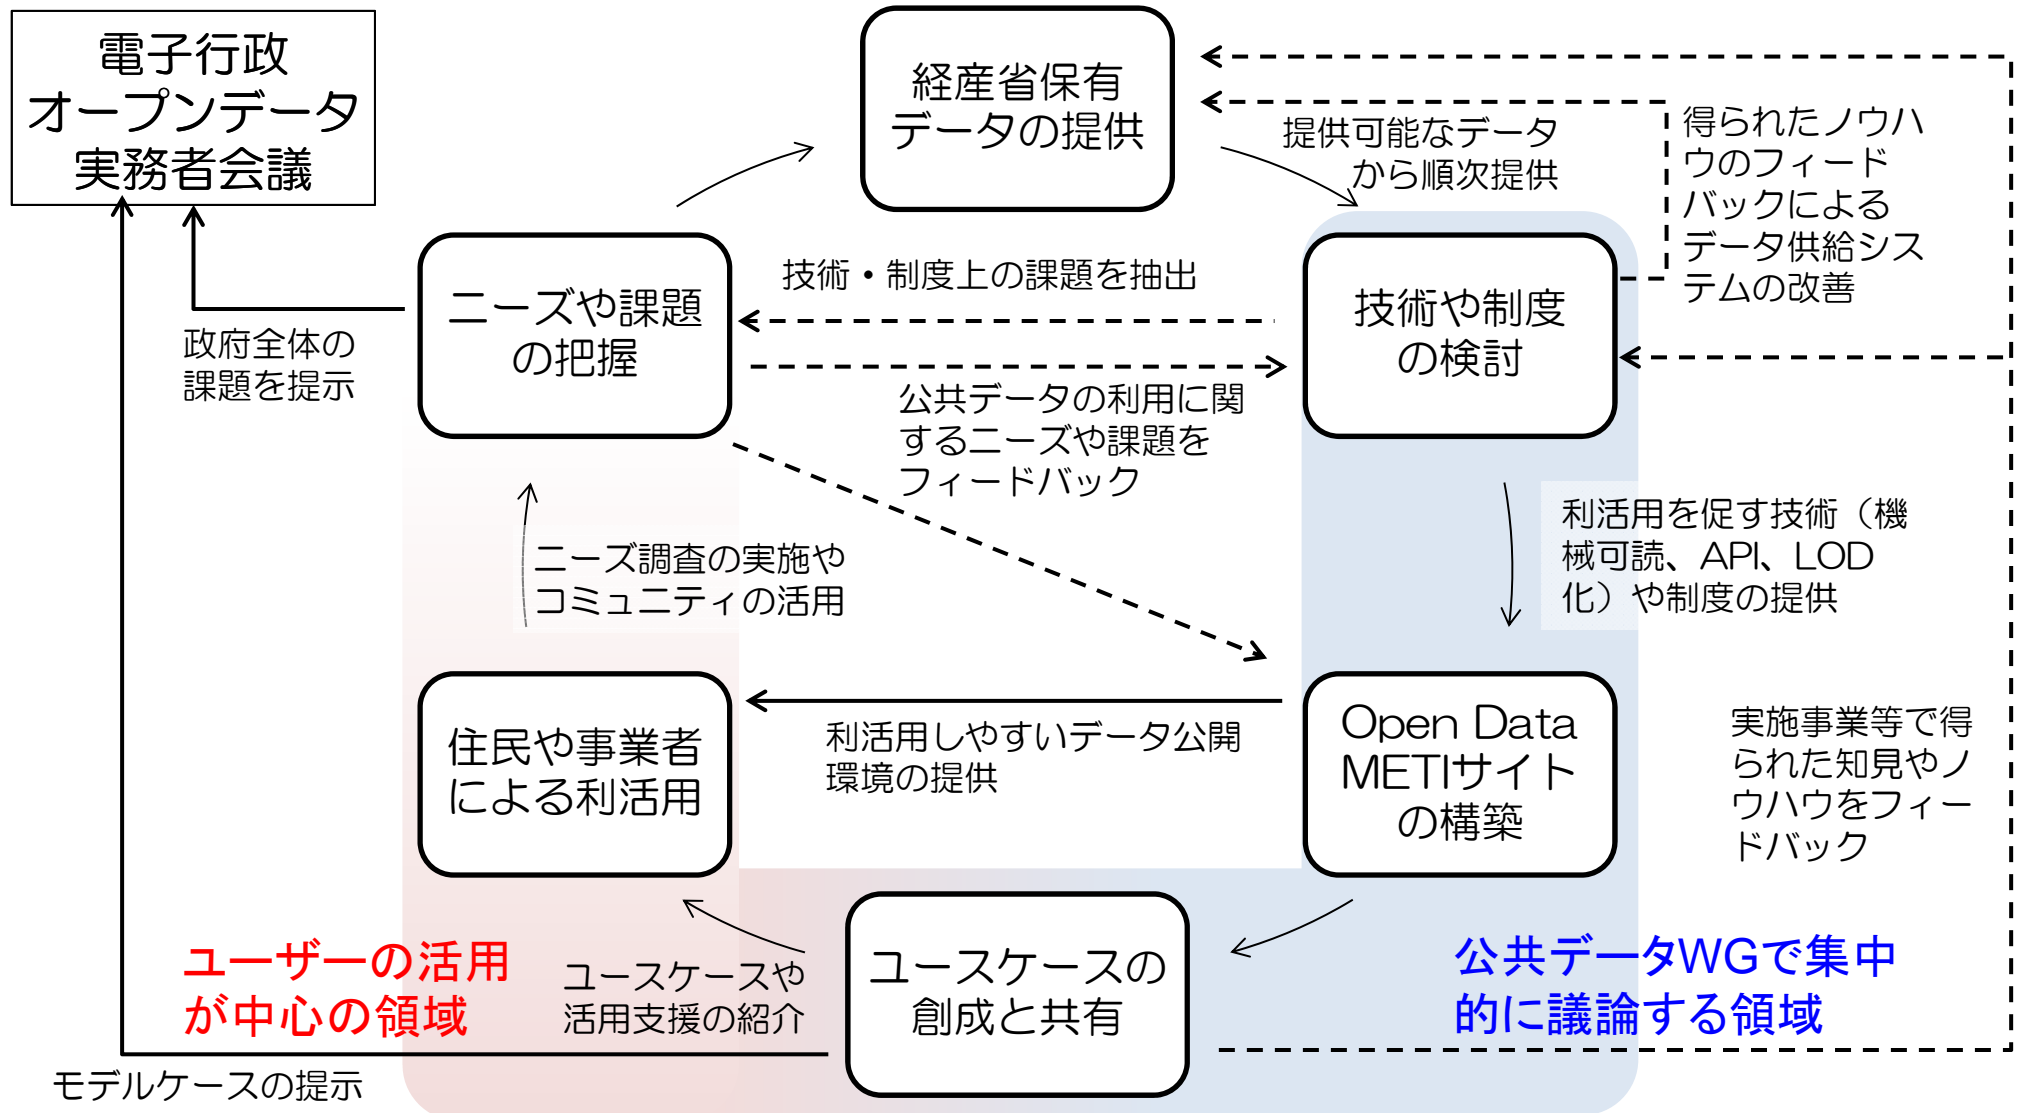 電子行政
オープンデータ
実務者会議
経産省保有
データの提供
提供可能なデータ
から順次提供
得られたノウハ
ウのフィード
バックによる
データ供給シス
テムの改善
ニーズや課題
の把握
技術・制度上の課題を抽出
技術や制度
の検討
政府全体の
課題を提示
公共データの利用に関
するニーズや課題を
フィードバック
ニーズ調査の実施や
コミュニティの活用
利活用を促す技術（機
械可読、API、LOD
化）や制度の提供
住民や事業者
による利活用
利活用しやすいデータ公開
環境の提供
Open Data
METIサイト
の構築
実施事業等で得
られた知見やノ
ウハウをフィー
ドバック
ユーザーの活用
が中心の領域
ユースケースや
活用支援の紹介
ユースケースの
創成と共有
公共データWGで集中
的に議論する領域
モデルケースの提示